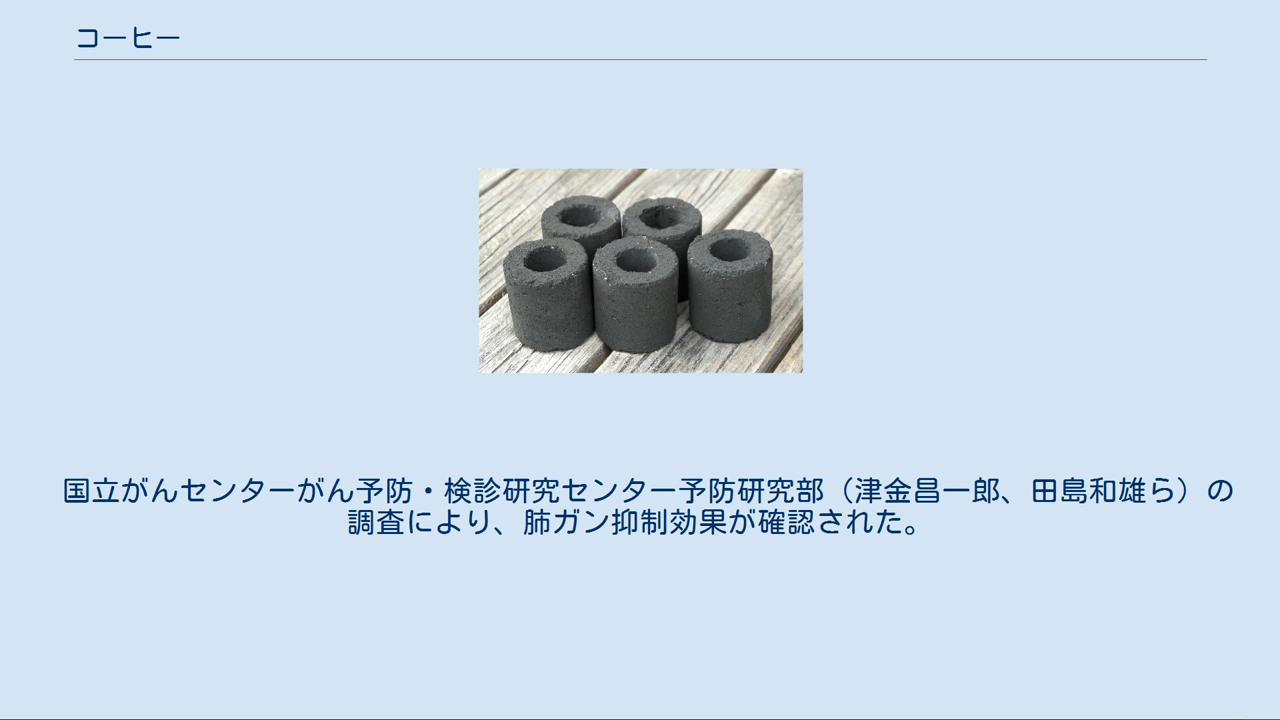 コーヒー
国立がんセンターがん予防・検診研究センター予防研究部（津金昌一郎、田島和雄ら）の
調査により、肺ガン抑制効果が確認された。